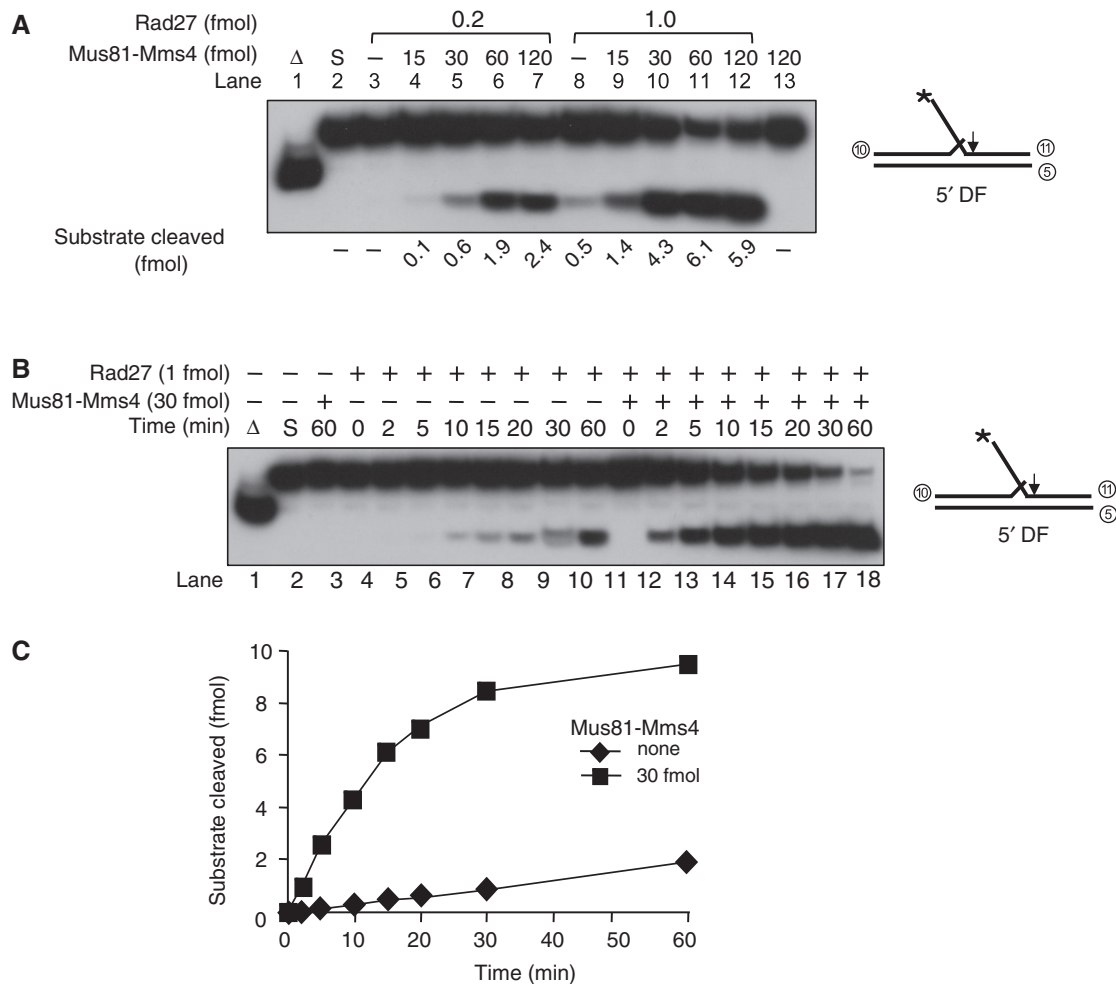 A
Rad27 (fmol) 0.2 1.0
Mus81-Mms4 (fmol) Δ S – 15 30 60 120 – 15 30 60 120 120
Lane 1 2 3 4 5 6 7 8 9 10 11 12 13
Substrate cleaved (fmol) – – 0.1 0.6 1.9 2.4 0.5 1.4 4.3 6.1 5.9 –
* 10 11 5
5′ DF
B
Rad27 (1 fmol) – – – + + + + + + + + + + + + + + + +
Mus81-Mms4 (30 fmol) – – + – – – – – – – – + + + + + + + +
Time (min) Δ S 60 0 2 5 10 15 20 30 60 0 2 5 10 15 20 30 60
Lane 1 2 3 4 5 6 7 8 9 10 11 12 13 14 15 16 17 18
* 10 11 5
5′ DF
C
Substrate cleaved (fmol)
10
8
6
4
2
0
Mus81-Mms4
none
30 fmol
0 10 20 30 40 50 60
Time (min)